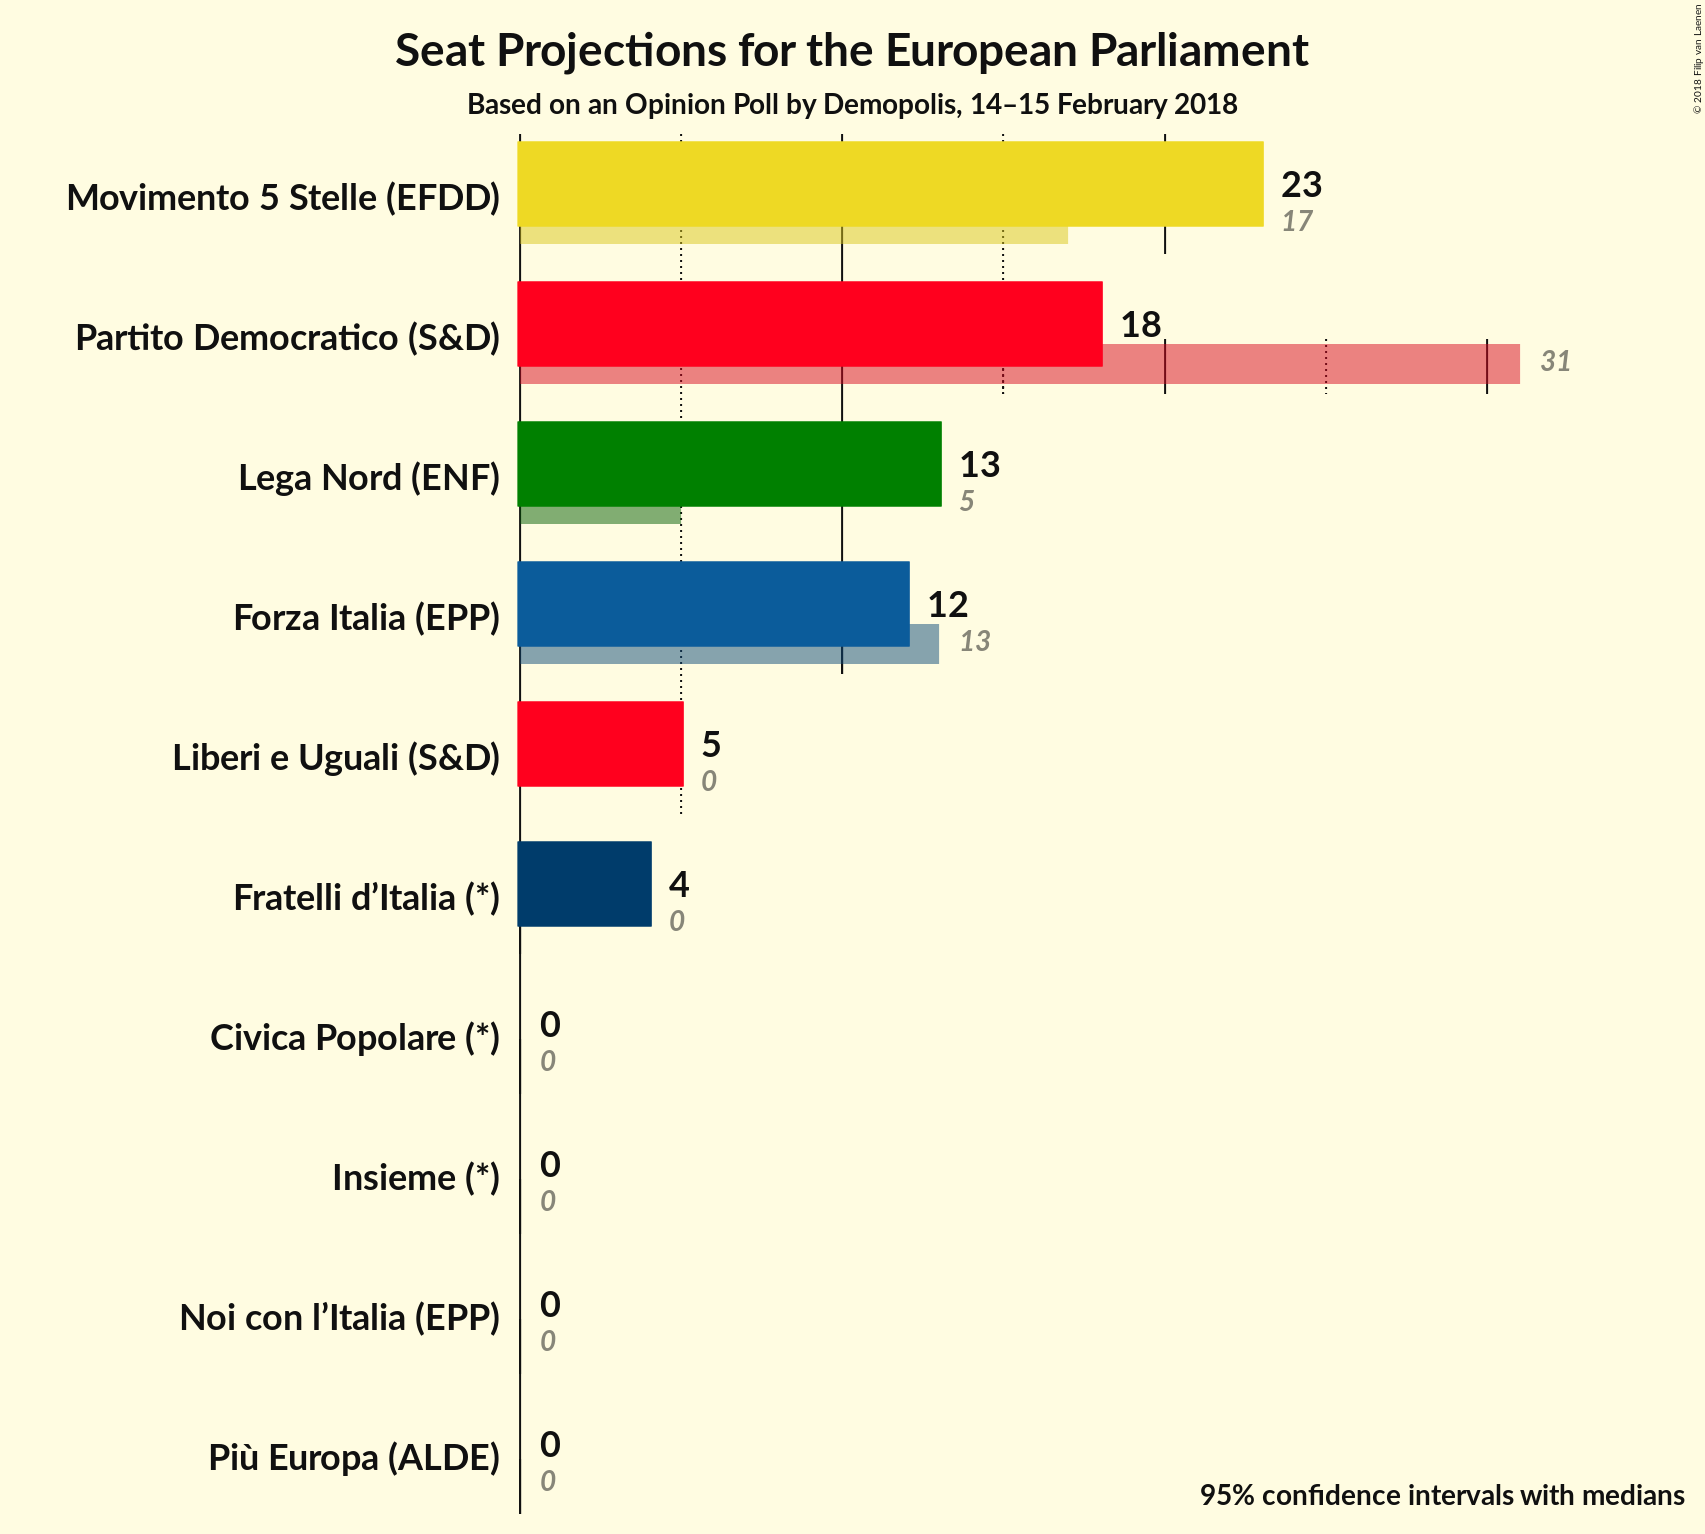 Seat Projections for the European Parliament
Based on an Opinion Poll by Demopolis, 14–15 February 2018
© 2018 Filip van Laenen
Movimento 5 Stelle (EFDD)
23
17
Partito Democratico (S&D)
18
31
Lega Nord (ENF)
13
5
Forza Italia (EPP)
12
13
Liberi e Uguali (S&D)
5
0
Fratelli d’Italia (*)
4
0
Civica Popolare (*)
0
0
Insieme (*)
0
0
Noi con l’Italia (EPP)
0
0
Più Europa (ALDE)
0
0
95% confidence intervals with medians